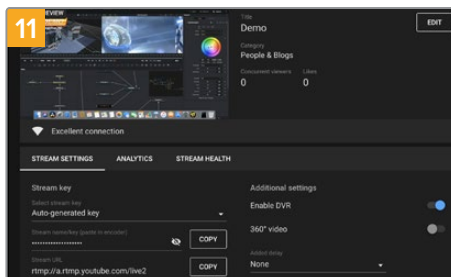 11
REVIEW
Title
Demo
EDIT
Category
People & Blogs
Concurrent viewers Likes
0 0
Excellent connection
STREAM SETTINGS ANALYTICS STREAM HEALTH
Stream key
Select stream key
Auto-generated key
Stream name/key (paste in encoder)
COPY
Stream URL
rtmp://a.rtmp.youtube.com/live2
COPY
Additional settings
Enable DVR
360° video
Added delay
None